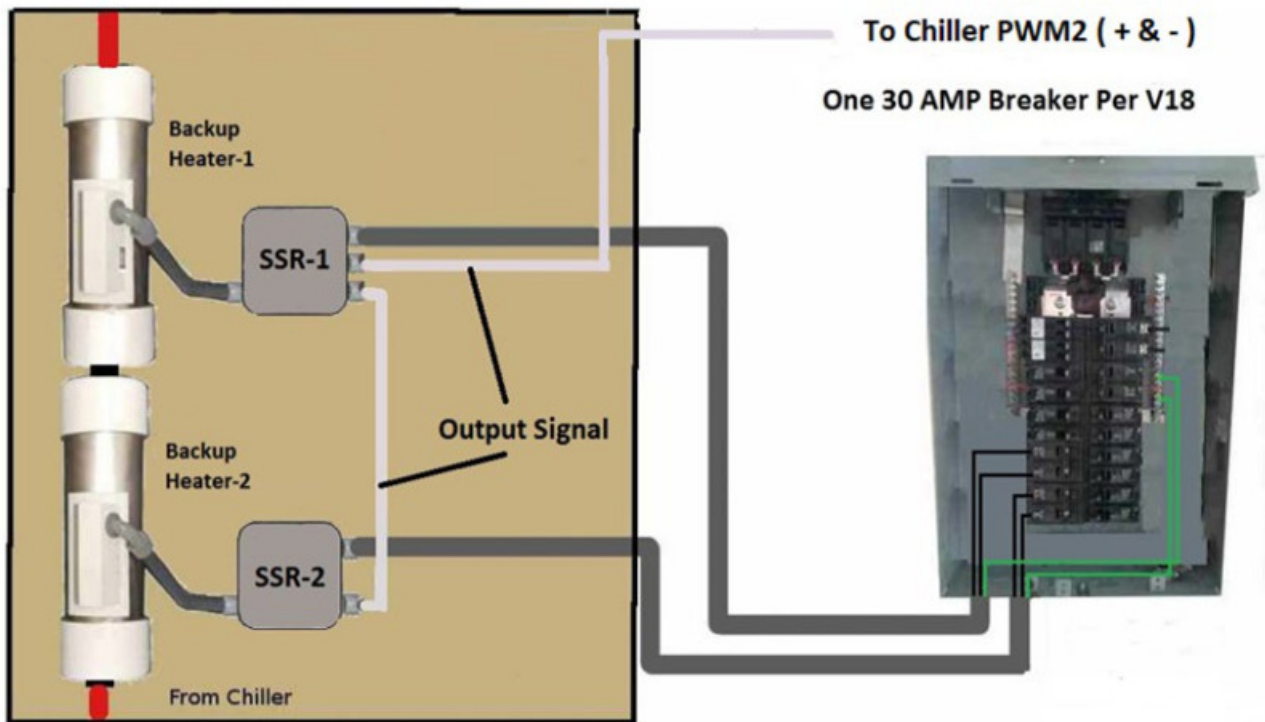 To Chiller PWM2 ( + & - )
One 30 AMP Breaker Per V18
Backup
Heater-1
SSR-1
Output Signal
Backup
Heater-2
SSR-2
From Chiller